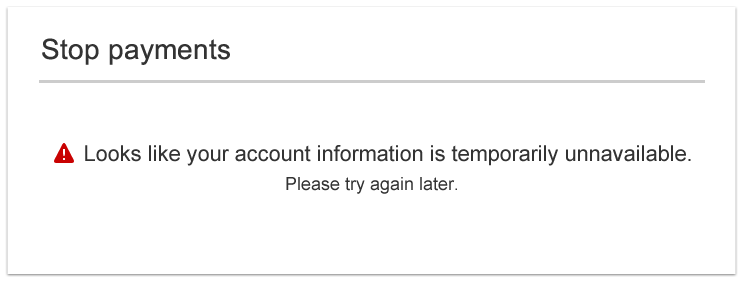 Stop payments
Looks like your account information is temporarily unnavailable.
Please try again later.